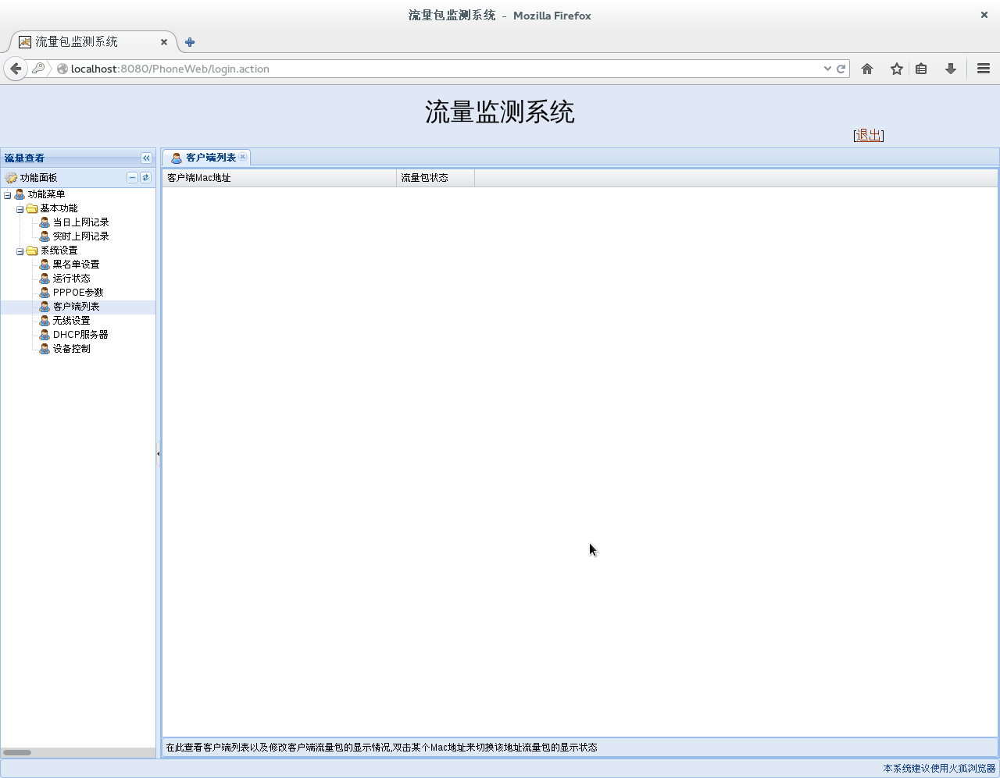 流量包监测系统 - Mozilla Firefox
流量包监测系统
localhost:8080/PhoneWeb/login.action
流量监测系统
[退出]
流量查看
功能面板
功能菜单
基本功能
当日上网记录
实时上网记录
系统设置
黑名单设置
运行状态
PPPOE参数
客户端列表
无线设置
DHCP服务器
设备控制
客户端列表
客户端Mac地址 流量包状态
在此查看客户端列表以及修改客户端流量包的显示情况,双击某个Mac地址来切换该地址流量包的显示状态
本系统建议使用火狐浏览器